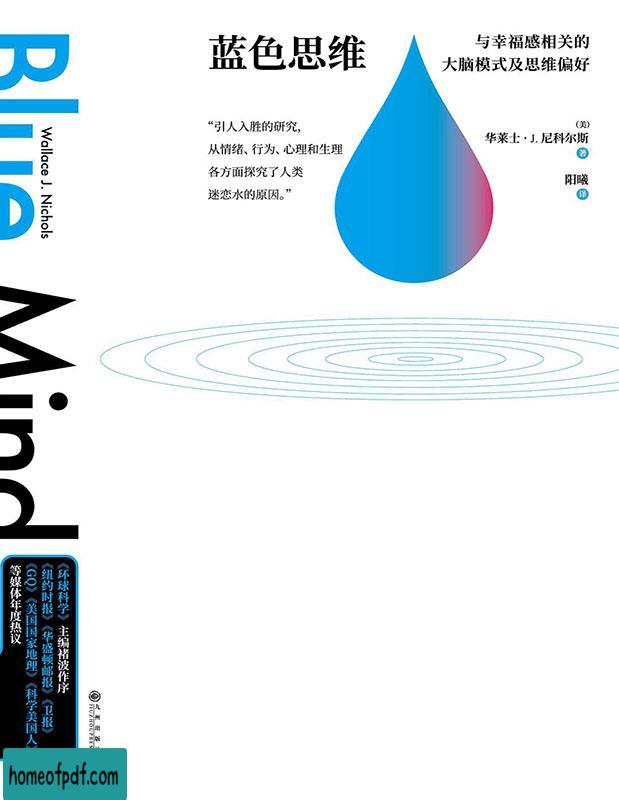 蓝色思维
与幸福感相关的
大脑模式及思维偏好
(美)
华莱士·J.尼科尔斯
著
阳曦
译
“引人入胜的研究,
从情绪、行为、心理和生理
各方面探究了人类
迷恋水的原因。”
Blue Mind
Wallace J. Nichols
《环球科学》主编褚波作序
《纽约时报》《华盛顿邮报》《卫报》
《GQ》《美国国家地理》《科学美国人》
等媒体年度热议
九州出版
JIUZHOUPRES
homeofpdf.com